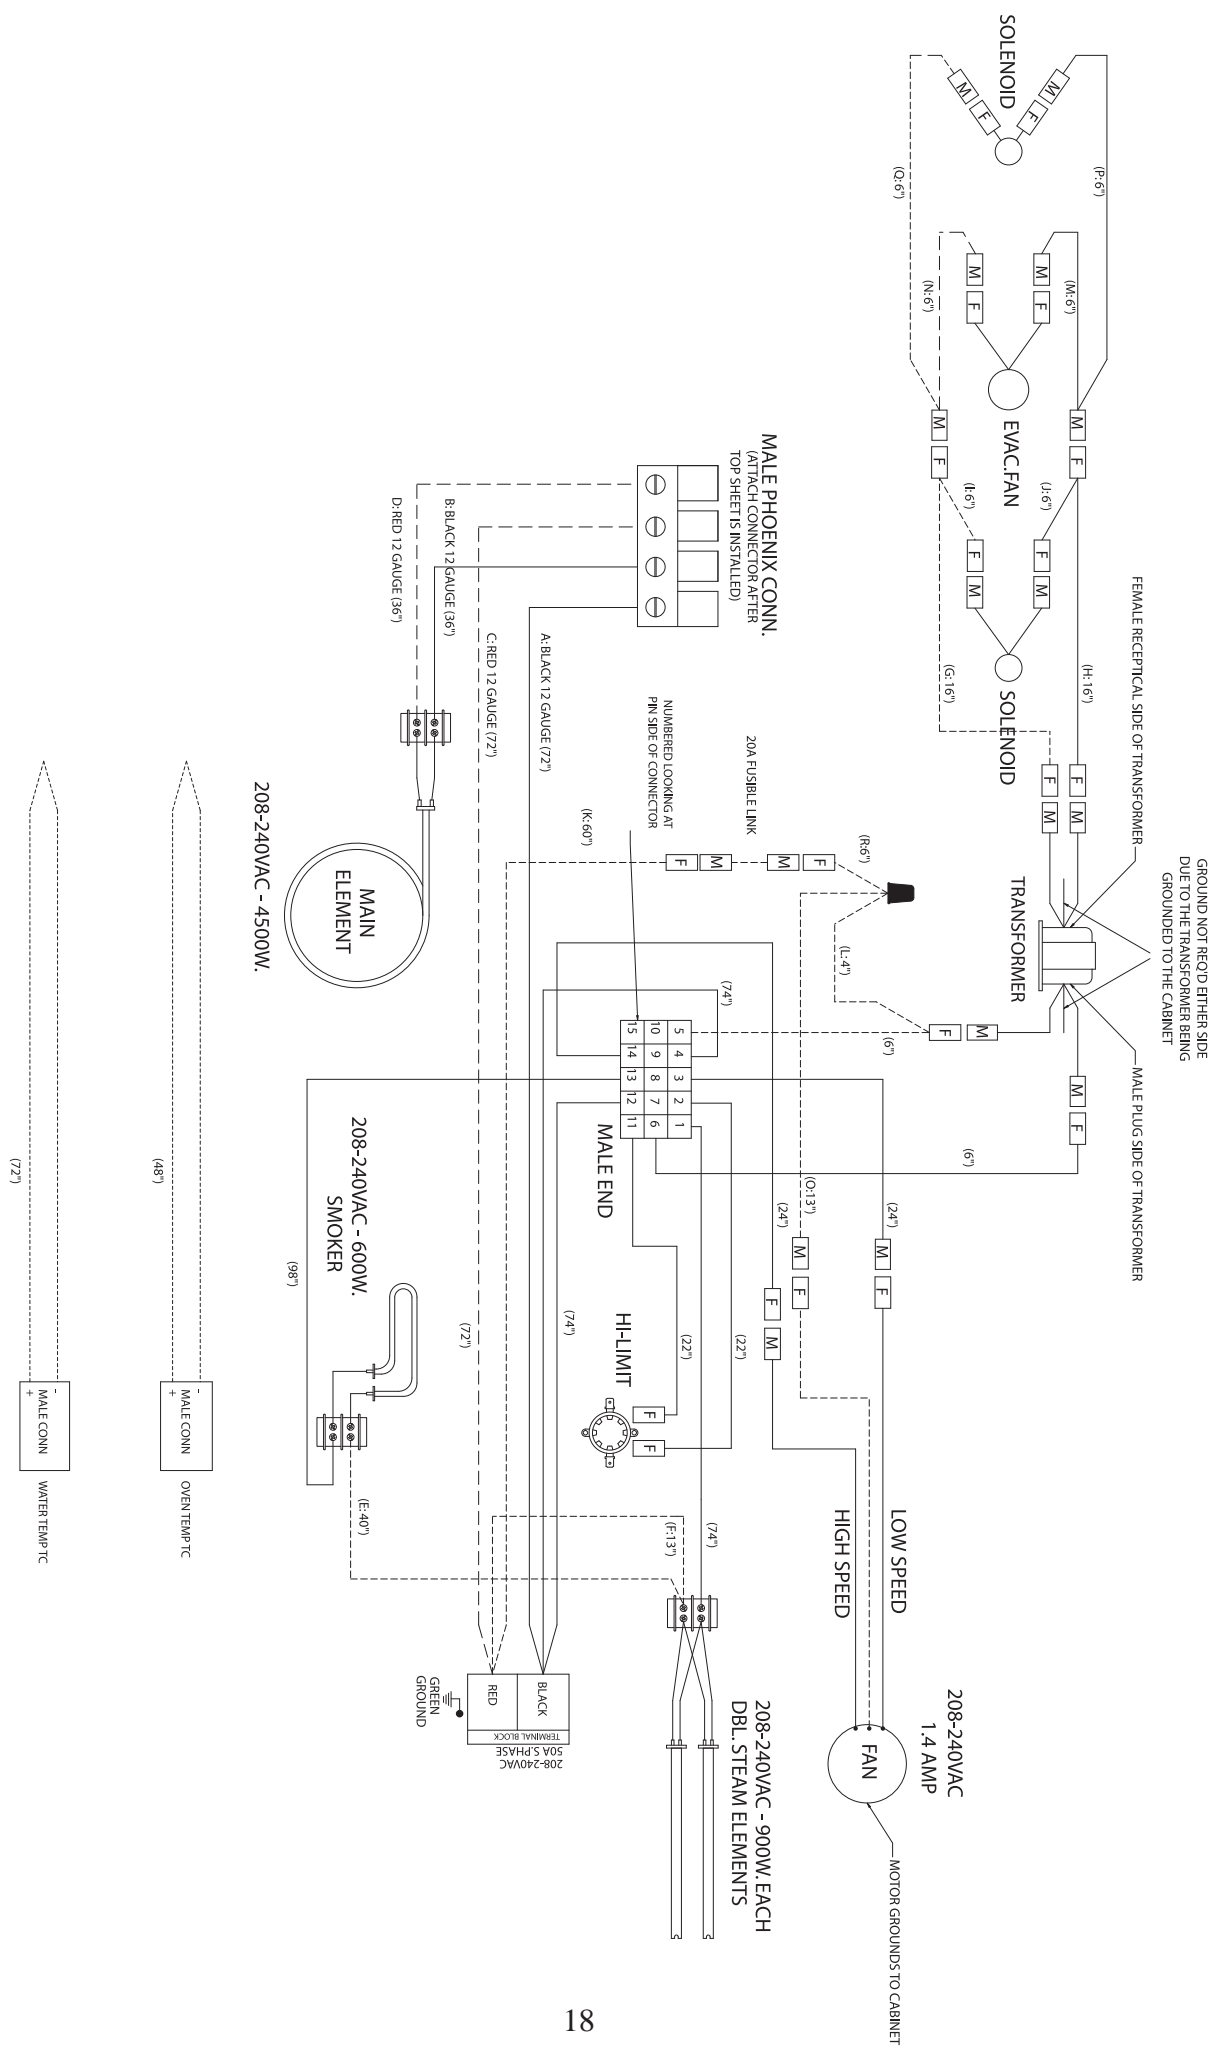 SOLENOID
M
F
M
F
(Q:6")
(P:6")
M
F
M
F
(N:6")
(M:6")
EVAC.FAN
M
F
M
F
(I:6")
(J:6")
F
M
F
M
SOLENOID
(G:16")
(H:16")
FEMALE RECEPTICAL SIDE OF TRANSFORMER
GROUND NOT REQ'D EITHER SIDE
DUE TO THE TRANSFORMER BEING
GROUNDED TO THE CABINET
F
M
F
M
TRANSFORMER
MALE PLUG SIDE OF TRANSFORMER
M
F
F
M
(6")
(6")
MALE PHOENIX CONN.
(ATTACH CONNECTOR AFTER
TOP SHEET IS INSTALLED)
D:RED 12 GAUGE (36")
B:BLACK 12 GAUGE (36")
C:RED 12 GAUGE (72")
A:BLACK 12 GAUGE (72")
NUMBERED LOOKING AT
PIN SIDE OF CONNECTOR
20A FUSIBLE LINK
(K:60")
F
M
M
F
(R:6")
(L:4")
208-240VAC - 4500W.
MAIN
ELEMENT
(74")
5
10
15
4
9
14
3
8
13
2
7
12
1
6
11
MALE END
(O:13")
(24")
(24")
M
F
M
F
F
M
208-240VAC - 600W.
SMOKER
(98")
(72")
(74")
HI-LIMIT
(22")
(22")
F
F
(E:40")
(F:13")
(74")
HIGH SPEED
LOW SPEED
208-240VAC
1.4 AMP
FAN
MOTOR GROUNDS TO CABINET
208-240VAC - 900W. EACH
DBL. STEAM ELEMENTS
GREEN
GROUND
RED
BLACK
TERMINAL BLOCK
208-240VAC
50A S.PHASE
(72")
-
+
MALE CONN
WATER TEMP TC
(48")
-
+
MALE CONN
OVEN TEMP TC
18